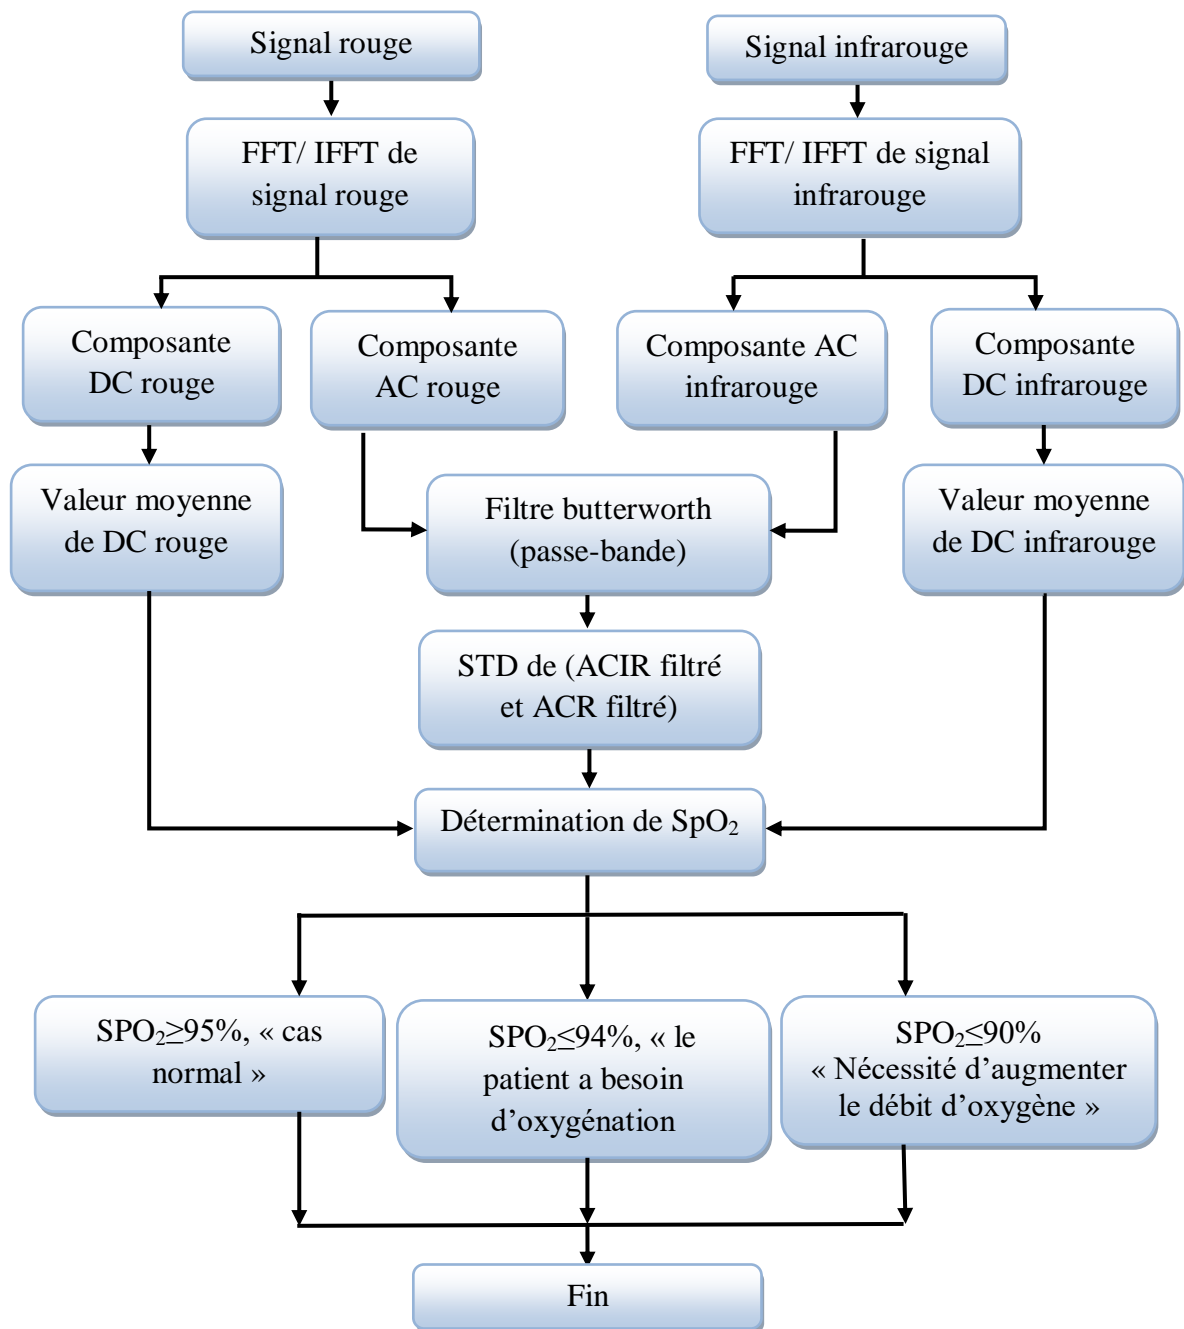 Signal rouge
Signal infrarouge
FFT/ IFFT de
signal rouge
FFT/ IFFT de signal
infrarouge
Composante
DC rouge
Composante
AC rouge
Composante AC
infrarouge
Composante
DC infrarouge
Valeur moyenne
de DC rouge
Filtre butterworth
(passe-bande)
Valeur moyenne
de DC infrarouge
STD de (ACIR filtré
et ACR filtré)
Détermination de SpO₂
SPO₂≥95%, « cas
normal »
SPO₂≤94%, « le
patient a besoin
d’oxygénation
SPO₂≤90%
« Nécessité d’augmenter
le débit d’oxygène »
Fin